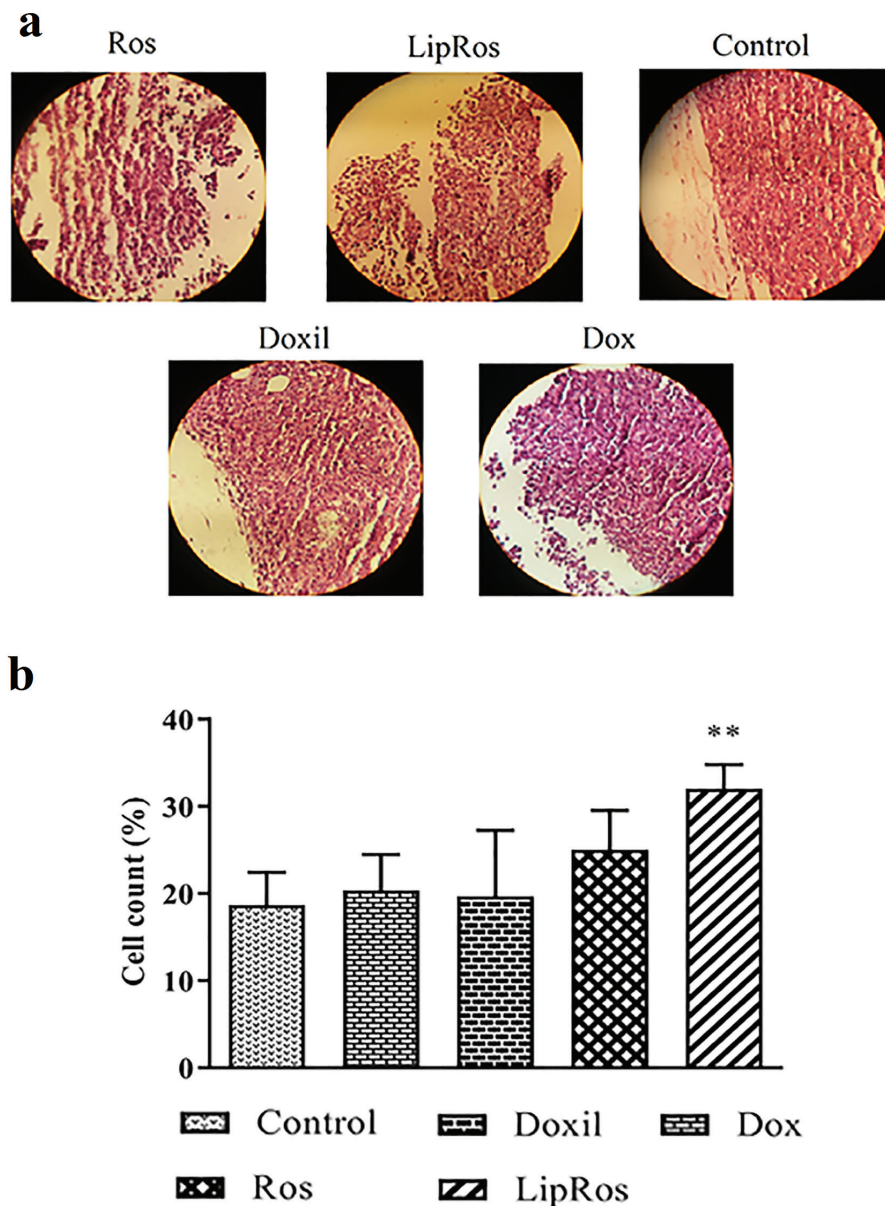 a
Ros LipRos Control
Doxil Dox
b
Cell count (%)
40
30
20
10
0
**
Control Doxil Dox
Ros LipRos